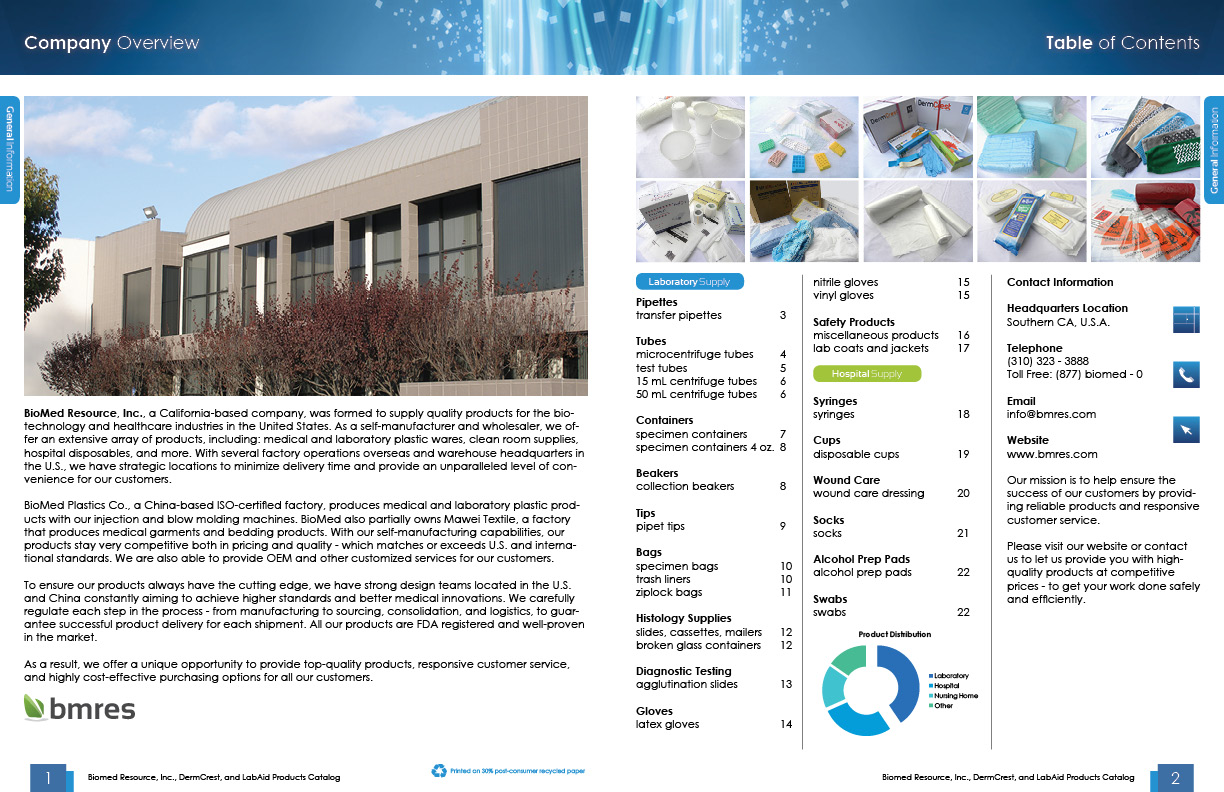 Company Overview
General Information
BioMed Resource, Inc., a California-based company, was formed to supply quality products for the bio-
technology and healthcare industries in the United States. As a self-manufacturer and wholesaler, we of-
fer an extensive array of products, including: medical and laboratory plastic wares, clean room supplies,
hospital disposables, and more. With several factory operations overseas and warehouse headquarters in
the U.S., we have strategic locations to minimize delivery time and provide an unparalleled level of con-
venience for our customers.
BioMed Plastics Co., a China-based ISO-certified factory, produces medical and laboratory plastic prod-
ucts with our injection and blow molding machines. BioMed also partially owns Mawei Textile, a factory
that produces medical garments and bedding products. With our self-manufacturing capabilities, our
products stay very competitive both in pricing and quality - which matches or exceeds U.S. and interna-
tional standards. We are also able to provide OEM and other customized services for our customers.
To ensure our products always have the cutting edge, we have strong design teams located in the U.S.
and China constantly aiming to achieve higher standards and better medical innovations. We carefully
regulate each step in the process - from manufacturing to sourcing, consolidation, and logistics, to guar-
antee successful product delivery for each shipment. All our products are FDA registered and well-proven
in the market.
As a result, we offer a unique opportunity to provide top-quality products, responsive customer service,
and highly cost-effective purchasing options for all our customers.
bmres
1
Biomed Resource, Inc., DermCrest, and LabAid Products Catalog
Printed on 30% post-consumer recycled paper
Table of Contents
General Information
DermCrest
DermCrest
Laboratory Supply
Pipettes
transfer pipettes 3
Tubes
microcentrifuge tubes 4
test tubes 5
15 mL centrifuge tubes 6
50 mL centrifuge tubes 6
Containers
specimen containers 7
specimen containers 4 oz. 8
Beakers
collection beakers 8
Tips
pipet tips 9
Bags
specimen bags 10
trash liners 10
ziplock bags 11
Histology Supplies
slides, cassettes, mailers 12
broken glass containers 12
Diagnostic Testing
agglutination slides 13
Gloves
latex gloves 14
nitrile gloves 15
vinyl gloves 15
Safety Products
miscellaneous products 16
lab coats and jackets 17
Hospital Supply
Syringes
syringes 18
Cups
disposable cups 19
Wound Care
wound care dressing 20
Socks
socks 21
Alcohol Prep Pads
alcohol prep pads 22
Swabs
swabs 22
Product Distribution
Laboratory
Hospital
Nursing Home
Other
Contact Information
Headquarters Location
Southern CA, U.S.A.
Telephone
(310) 323 - 3888
Toll Free: (877) biomed - 0
Email
info@bmres.com
Website
www.bmres.com
Our mission is to help ensure the
success of our customers by provid-
ing reliable products and responsive
customer service.
Please visit our website or contact
us to let us provide you with high-
quality products at competitive
prices - to get your work done safely
and efficiently.
Biomed Resource, Inc., DermCrest, and LabAid Products Catalog
2